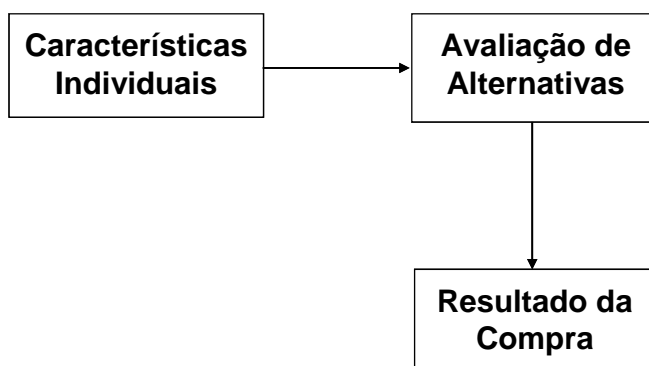 Características
Individuais
Avaliação de
Alternativas
Resultado da
Compra